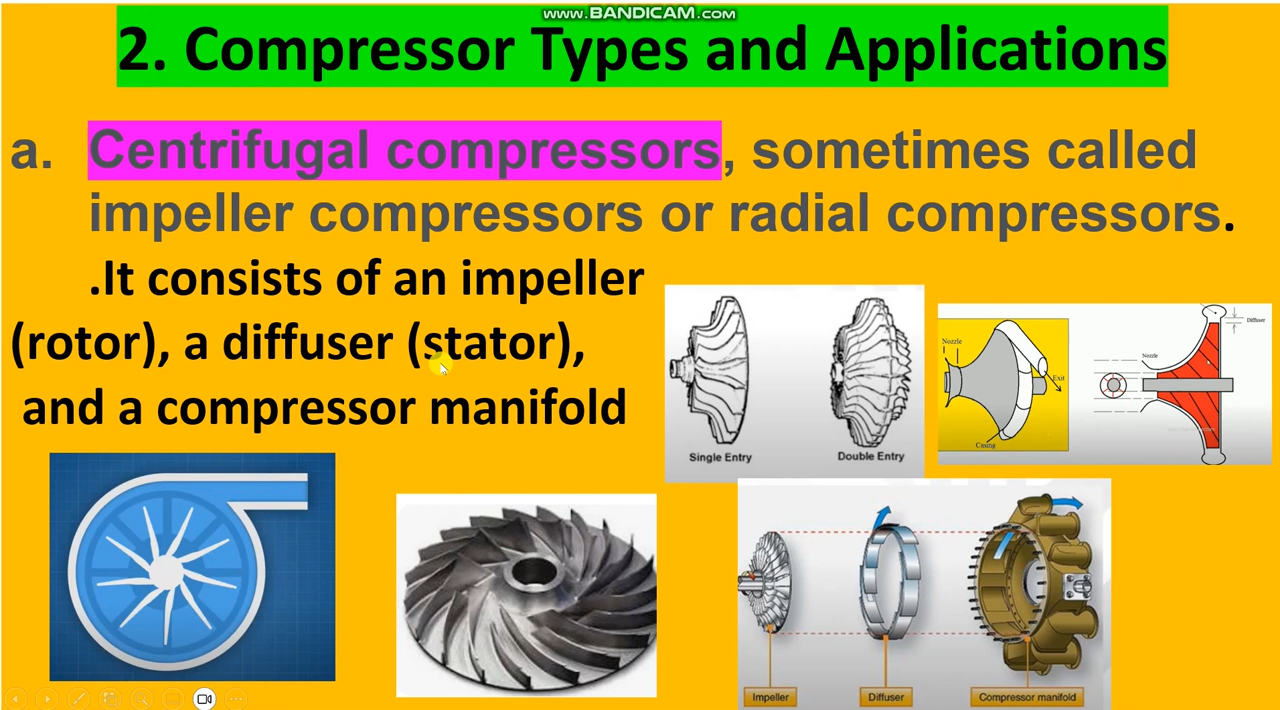 www.BANDICAM.com
2. Compressor Types and Applications
a. Centrifugal compressors, sometimes called
impeller compressors or radial compressors.
.It consists of an impeller
(rotor), a diffuser (stator),
and a compressor manifold
Single Entry
Double Entry
Nozzle
Exit
Casing
Nozzle
Diffuser
Impeller
Diffuser
Compressor manifold